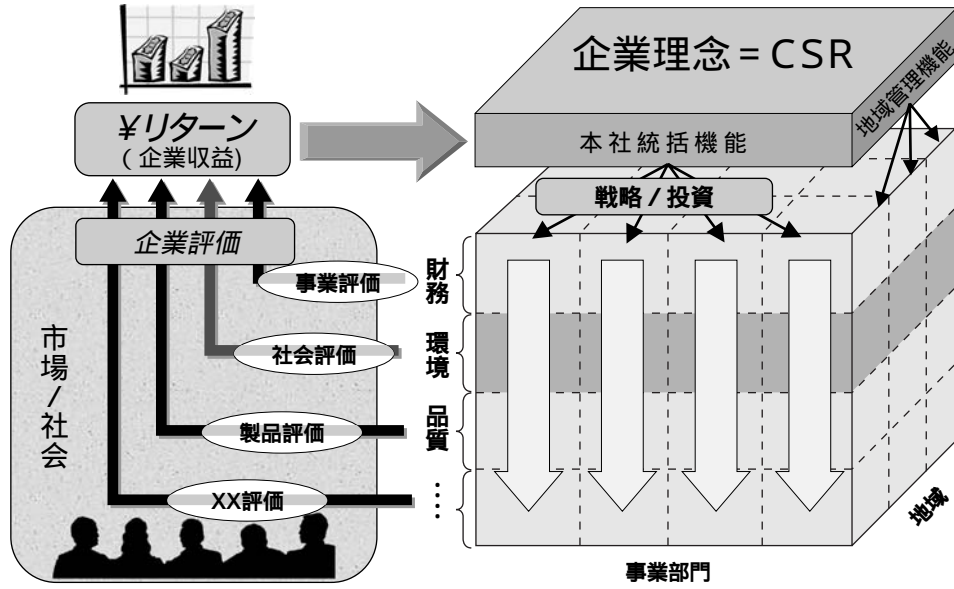 企業理念 = CSR
本社統括機能
地域管理機能
¥リターン
(企業収益)
戦略 / 投資
企業評価
事業評価
社会評価
製品評価
XX評価
市場/社会
財務
環境
品質
....
地域
事業部門